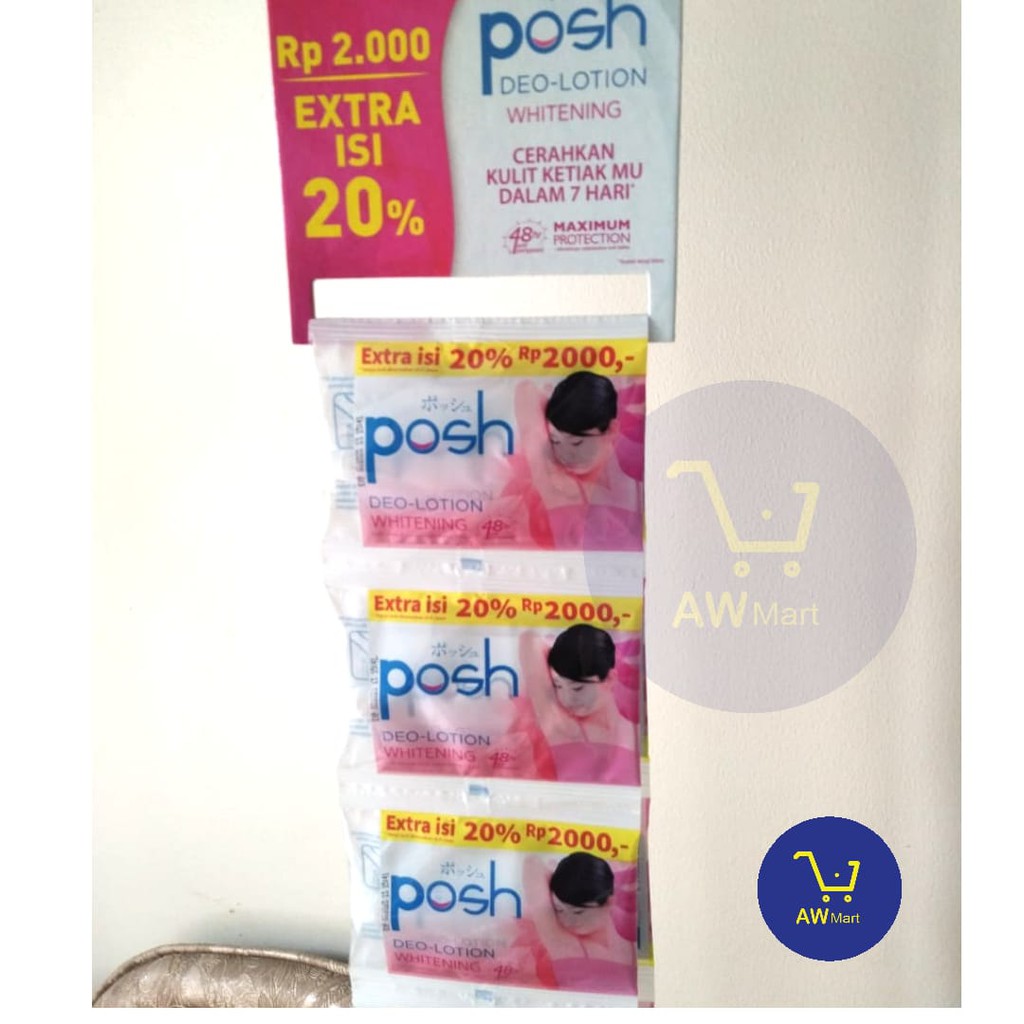 Rp 2.000
EXTRA
ISI
20%
posh
DEO-LOTION
WHITENING
CERAHKAN
KULIT KETIAK MU
DALAM 7 HARI*
48hr
MAXIMUM
PROTECTION
Extra isi 20% Rp2000,-
ポッシュ
posh
DEO-LOTION
WHITENING 48hr
Extra isi 20% Rp2000,-
ポッシュ
posh
DEO-LOTION
WHITENING 48hr
Extra isi 20% Rp2000,-
ポッシュ
posh
DEO-LOTION
WHITENING 48hr
AW Mart
AW Mart